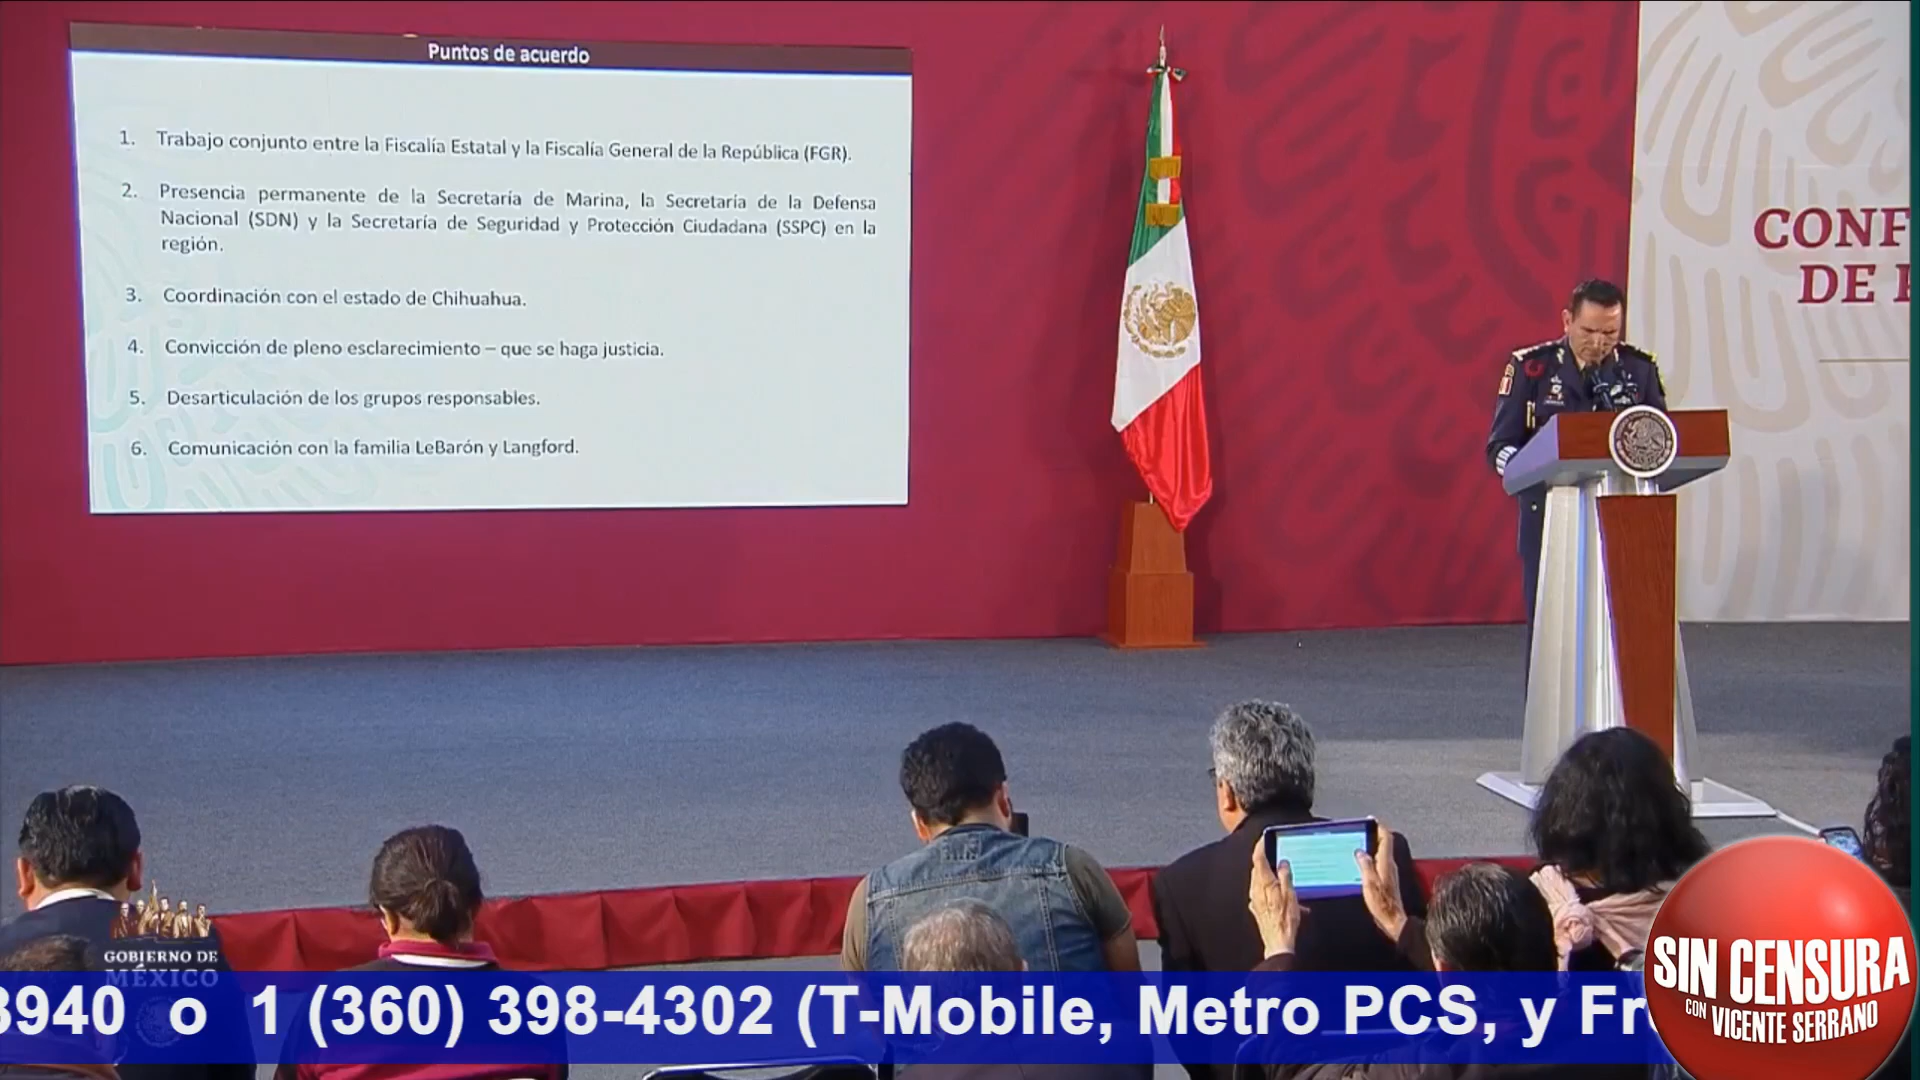 Puntos de acuerdo
1. Trabajo conjunto entre la Fiscalía Estatal y la Fiscalía General de la República (FGR).
2. Presencia permanente de la Secretaría de Marina, la Secretaría de la Defensa
Nacional (SDN) y la Secretaría de Seguridad y Protección Ciudadana (SSPC) en la
región.
3. Coordinación con el estado de Chihuahua.
4. Convicción de pleno esclarecimiento – que se haga justicia.
5. Desarticulación de los grupos responsables.
6. Comunicación con la familia LeBarón y Langford.
CONF
DE
GOBIERNO DE
MÉXICO
3940 o 1 (360) 398-4302 (T-Mobile, Metro PCS, y Fr
SIN CENSURA
CON VICENTE SERRANO